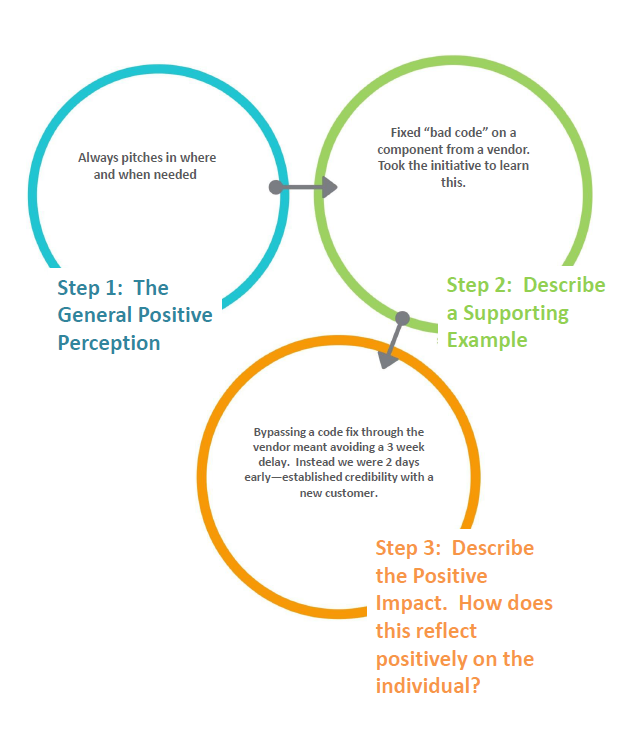 Always pitches in where
and when needed
Step 1:  The
General Positive
Perception
Fixed “bad code” on a
component from a vendor.
Took the initiative to learn
this.
Step 2:  Describe
a Supporting
Example
Bypassing a code fix through the
vendor meant avoiding a 3 week
delay.  Instead we were 2 days
early—established credibility with a
new customer.
Step 3:  Describe
the Positive
Impact.  How does
this reflect
positively on the
individual?